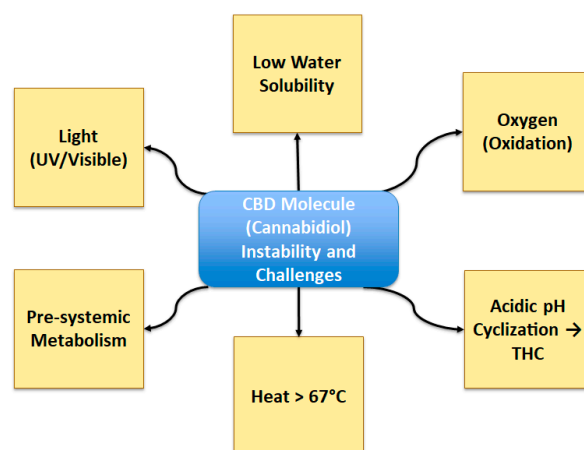 Low Water
Solubility
Light
(UV/Visible)
Oxygen
(Oxidation)
CBD Molecule
(Cannabidiol)
Instability and
Challenges
Pre-systemic
Metabolism
Heat > 67°C
Acidic pH
Cyclization →
THC